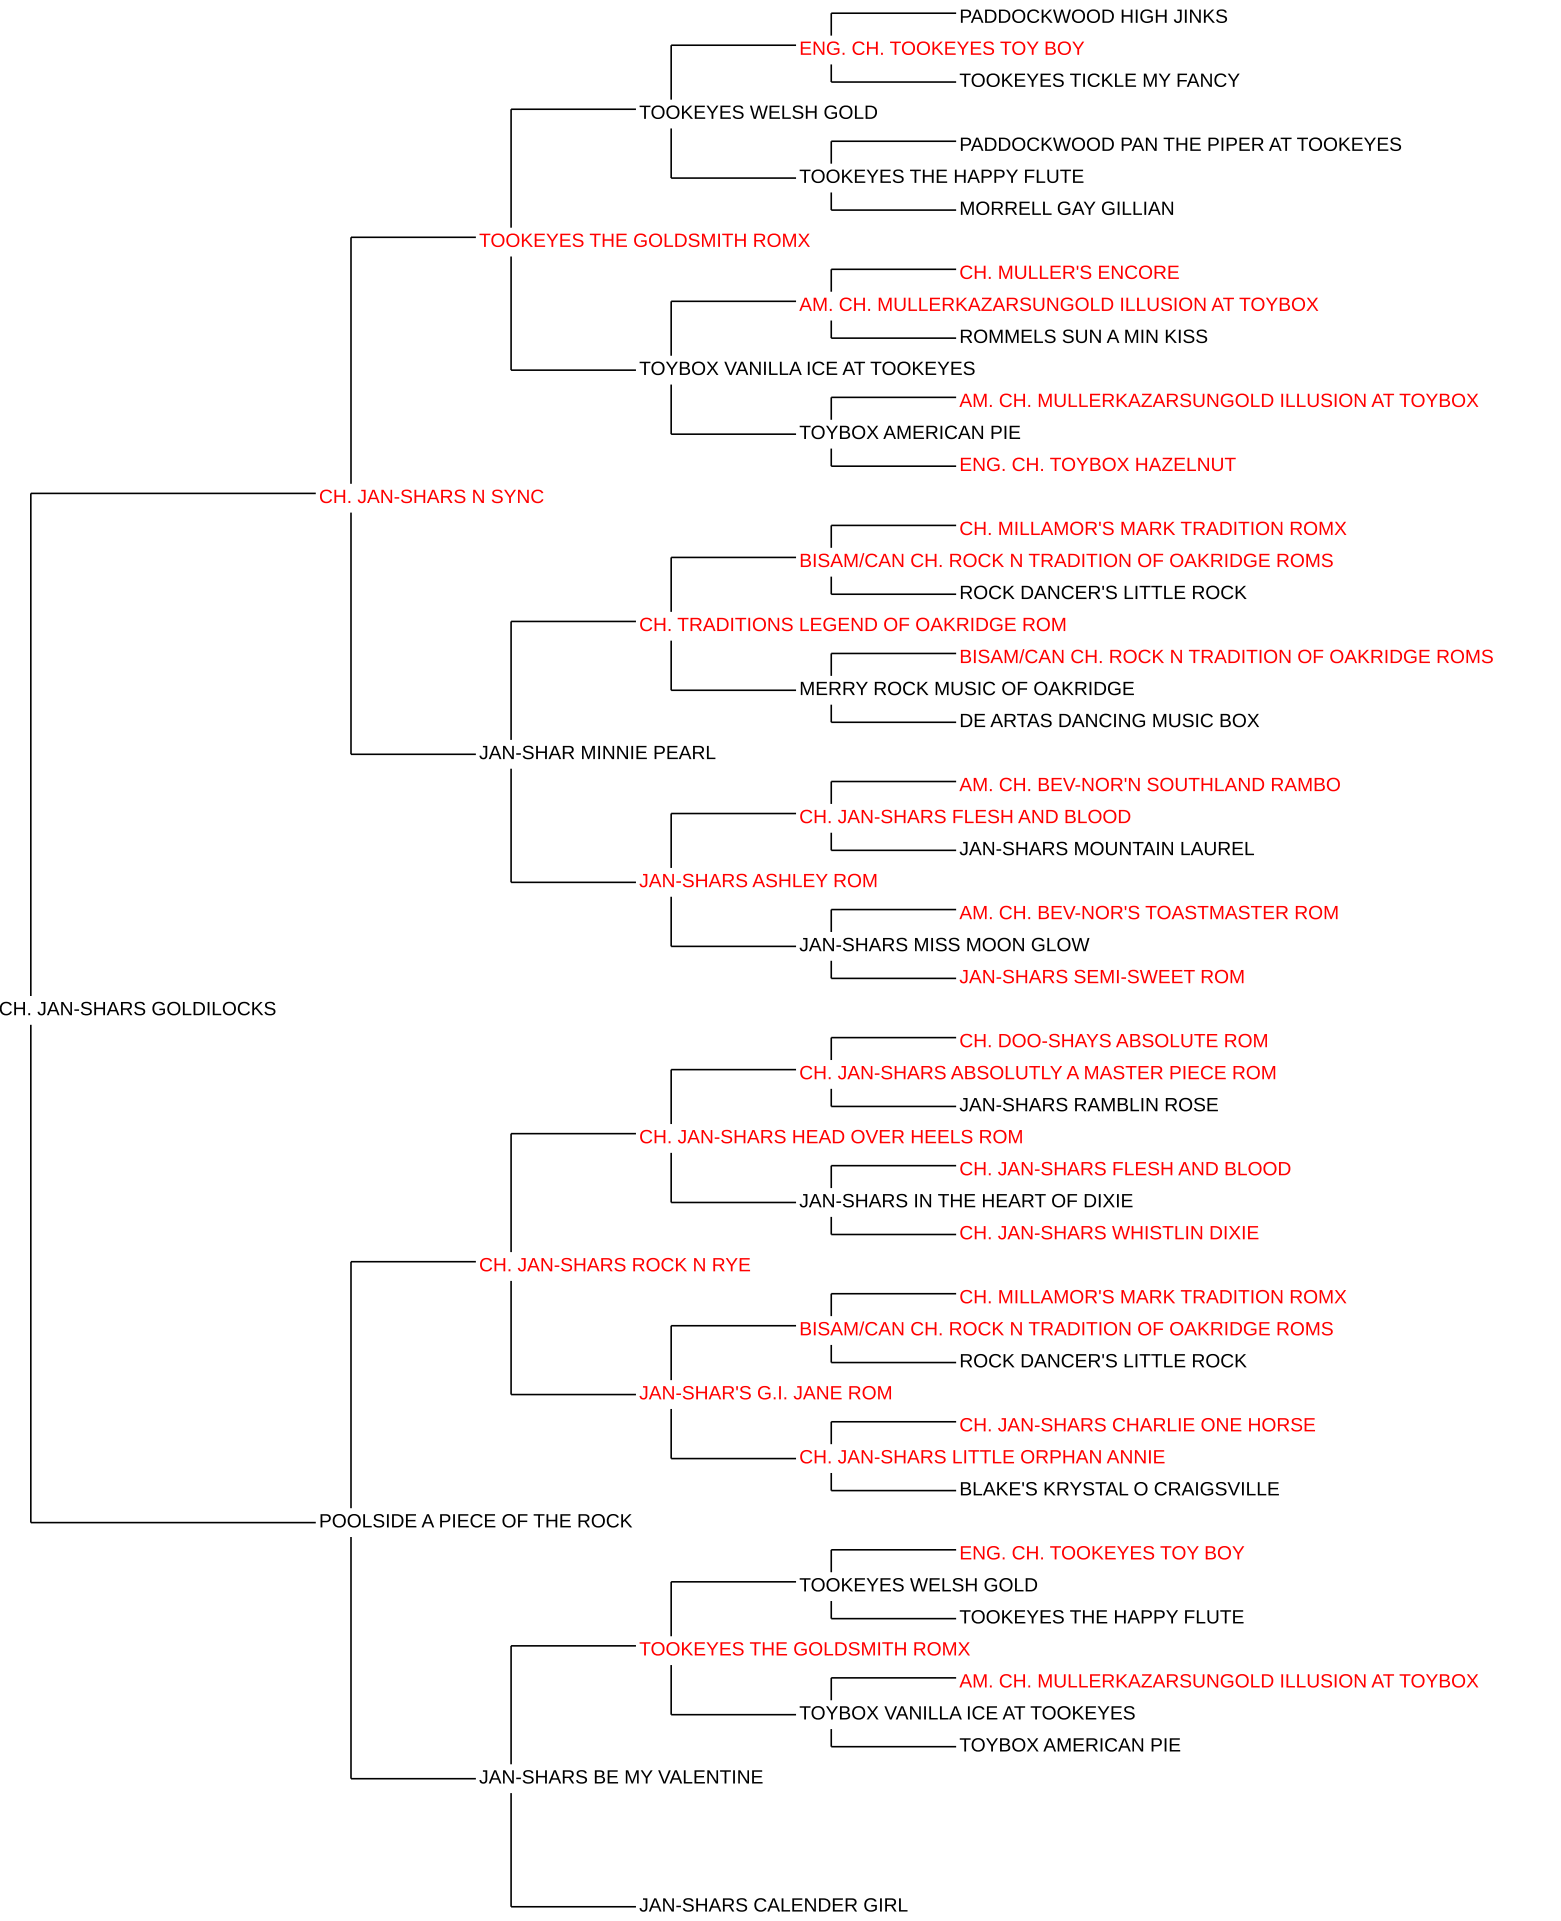 PADDOCKWOOD HIGH JINKS
ENG. CH. TOOKEYES TOY BOY
TOOKEYES TICKLE MY FANCY
TOOKEYES WELSH GOLD
PADDOCKWOOD PAN THE PIPER AT TOOKEYES
TOOKEYES THE HAPPY FLUTE
MORRELL GAY GILLIAN
TOOKEYES THE GOLDSMITH ROMX
CH. MULLER'S ENCORE
AM. CH. MULLERKAZARSUNGOLD ILLUSION AT TOYBOX
ROMMELS SUN A MIN KISS
TOYBOX VANILLA ICE AT TOOKEYES
AM. CH. MULLERKAZARSUNGOLD ILLUSION AT TOYBOX
TOYBOX AMERICAN PIE
ENG. CH. TOYBOX HAZELNUT
CH. JAN-SHARS N SYNC
CH. MILLAMOR'S MARK TRADITION ROMX
BISAM/CAN CH. ROCK N TRADITION OF OAKRIDGE ROMS
ROCK DANCER'S LITTLE ROCK
CH. TRADITIONS LEGEND OF OAKRIDGE ROM
BISAM/CAN CH. ROCK N TRADITION OF OAKRIDGE ROMS
MERRY ROCK MUSIC OF OAKRIDGE
DE ARTAS DANCING MUSIC BOX
JAN-SHAR MINNIE PEARL
AM. CH. BEV-NOR'N SOUTHLAND RAMBO
CH. JAN-SHARS FLESH AND BLOOD
JAN-SHARS MOUNTAIN LAUREL
JAN-SHARS ASHLEY ROM
AM. CH. BEV-NOR'S TOASTMASTER ROM
JAN-SHARS MISS MOON GLOW
JAN-SHARS SEMI-SWEET ROM
CH. JAN-SHARS GOLDILOCKS
CH. DOO-SHAYS ABSOLUTE ROM
CH. JAN-SHARS ABSOLUTLY A MASTER PIECE ROM
JAN-SHARS RAMBLIN ROSE
CH. JAN-SHARS HEAD OVER HEELS ROM
CH. JAN-SHARS FLESH AND BLOOD
JAN-SHARS IN THE HEART OF DIXIE
CH. JAN-SHARS WHISTLIN DIXIE
CH. JAN-SHARS ROCK N RYE
CH. MILLAMOR'S MARK TRADITION ROMX
BISAM/CAN CH. ROCK N TRADITION OF OAKRIDGE ROMS
ROCK DANCER'S LITTLE ROCK
JAN-SHAR'S G.I. JANE ROM
CH. JAN-SHARS CHARLIE ONE HORSE
CH. JAN-SHARS LITTLE ORPHAN ANNIE
BLAKE'S KRYSTAL O CRAIGSVILLE
POOLSIDE A PIECE OF THE ROCK
ENG. CH. TOOKEYES TOY BOY
TOOKEYES WELSH GOLD
TOOKEYES THE HAPPY FLUTE
TOOKEYES THE GOLDSMITH ROMX
AM. CH. MULLERKAZARSUNGOLD ILLUSION AT TOYBOX
TOYBOX VANILLA ICE AT TOOKEYES
TOYBOX AMERICAN PIE
JAN-SHARS BE MY VALENTINE
JAN-SHARS CALENDER GIRL